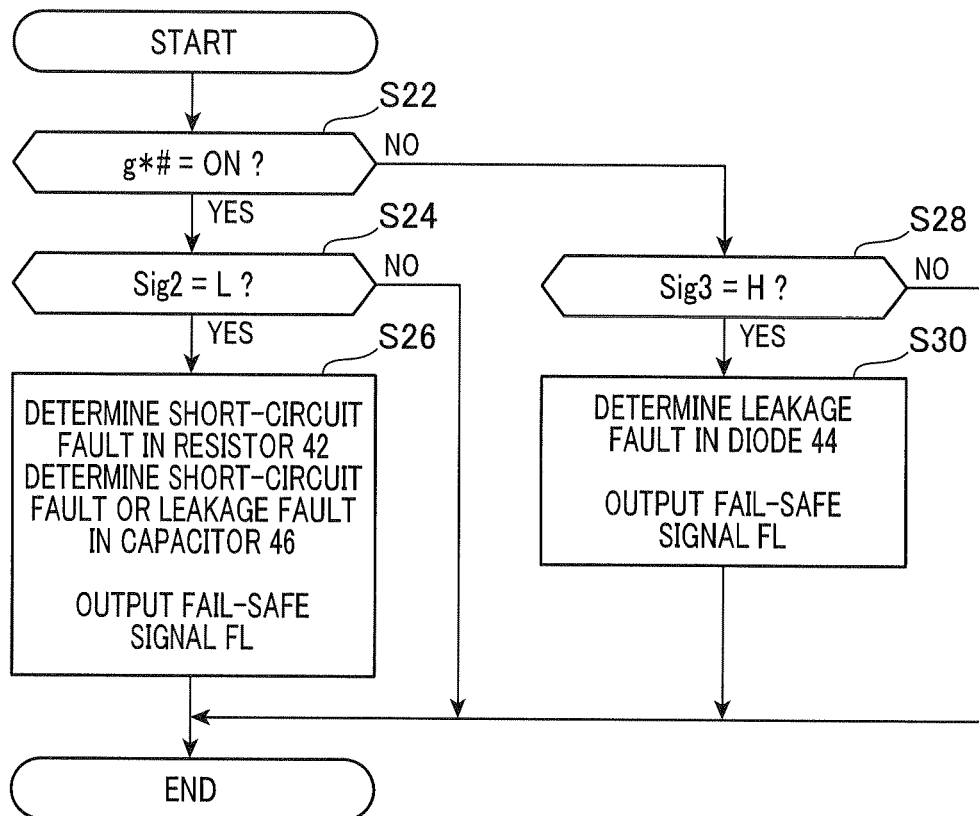 START
S22
g*# = ON ?
NO
YES
S24
Sig2 = L ?
NO
YES
S26
DETERMINE SHORT-CIRCUIT
FAULT IN RESISTOR 42
DETERMINE SHORT-CIRCUIT
FAULT OR LEAKAGE FAULT
IN CAPACITOR 46
OUTPUT FAIL-SAFE
SIGNAL FL
S28
Sig3 = H ?
NO
YES
S30
DETERMINE LEAKAGE
FAULT IN DIODE 44
OUTPUT FAIL-SAFE
SIGNAL FL
END